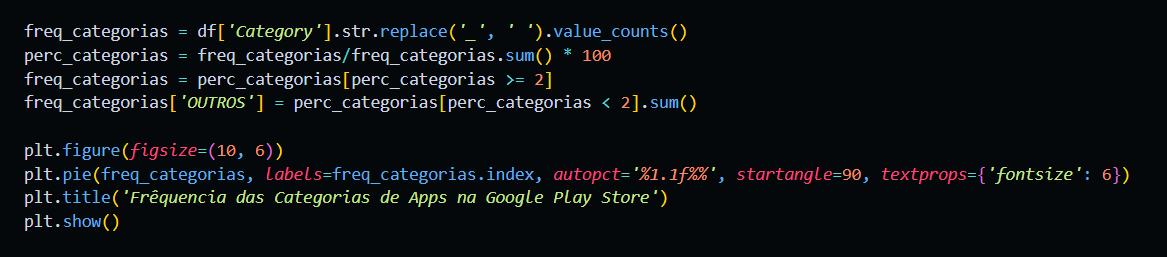 freq_categorias = df['Category'].str.replace('_', ' ').value_counts()
perc_categorias = freq_categorias/freq_categorias.sum() * 100
freq_categorias = perc_categorias[perc_categorias >= 2]
freq_categorias['OUTROS'] = perc_categorias[perc_categorias < 2].sum()

plt.figure(figsize=(10, 6))
plt.pie(freq_categorias, labels=freq_categorias.index, autopct='%1.1f%%', startangle=90, textprops={'fontsize': 6})
plt.title('Frêquencia das Categorias de Apps na Google Play Store')
plt.show()